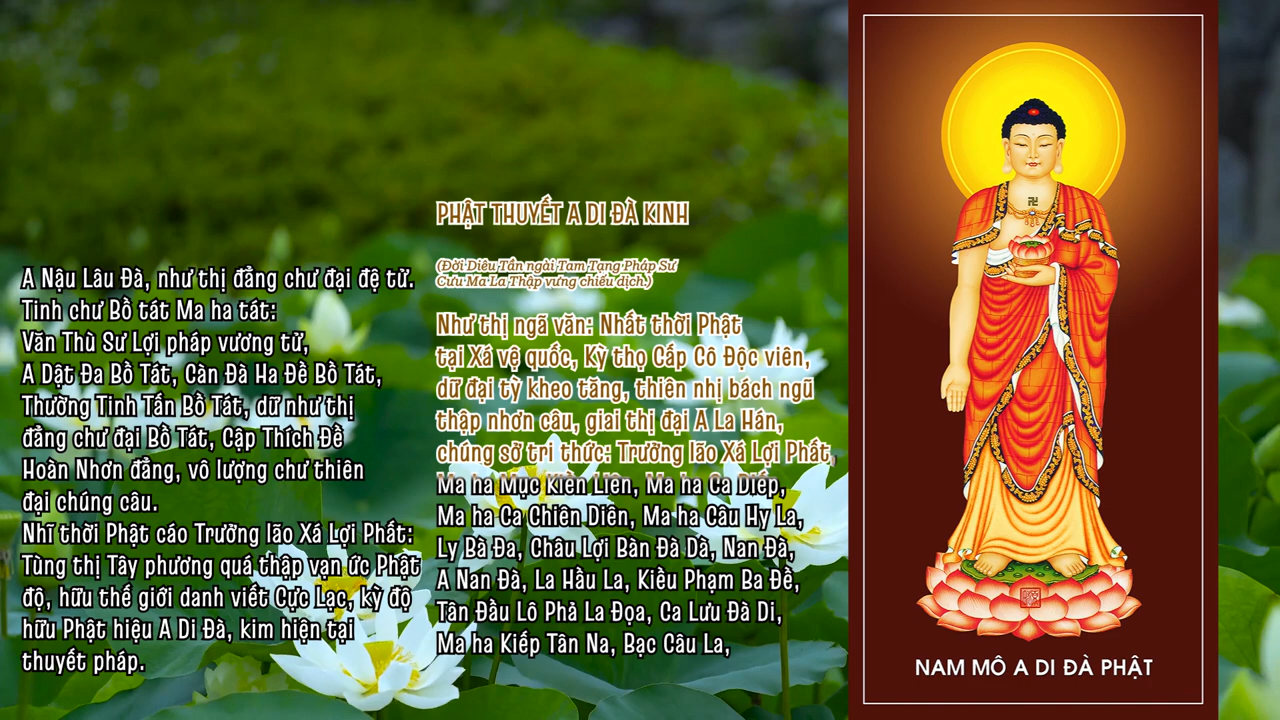 PHẬT THUYẾT A DI ĐÀ KINH
(Đời Diêu Tần ngài Tam Tạng Pháp Sư
Cưu Ma La Thập vưng chiếu dịch.)
Như thị ngã văn: Nhất thời Phật
tại Xá vệ quốc, Kỳ thọ Cấp Cô Độc viên,
dữ đại tỳ kheo tăng, thiên nhị bách ngũ
thập nhơn câu, giai thị đại A La Hán,
chúng sở tri thức: Trưởng lão Xá Lợi Phất,
Ma ha Mục Kiền Liên, Ma ha Ca Diếp,
Ma ha Ca Chiên Diên, Ma ha Câu Hy La,
Ly Bà Đa, Châu Lợi Bàn Đà Dà, Nan Đà,
A Nan Đà, La Hầu La, Kiều Phạm Ba Đề,
Tân Đầu Lô Phả La Đọa, Ca Lưu Đà Di,
Ma ha Kiếp Tân Na, Bạc Câu La,
A Nậu Lâu Đà, như thị đẳng chư đại đệ tử.
Tinh chư Bồ tát Ma ha tát:
Văn Thù Sư Lợi pháp vương tử,
A Dật Đa Bồ Tát, Càn Đà Ha Đề Bồ Tát,
Thường Tinh Tấn Bồ Tát, dữ như thị
đẳng chư đại Bồ Tát, Cập Thích Đề
Hoàn Nhơn đẳng, vô lượng chư thiên
đại chúng câu.
Nhĩ thời Phật cáo Trưởng lão Xá Lợi Phất:
Tùng thị Tây phương quá thập vạn ức Phật
độ, hữu thế giới danh viết Cực Lạc, kỳ độ
hữu Phật hiệu A Di Đà, kim hiện tại
thuyết pháp.
NAM MÔ A DI ĐÀ PHẬT